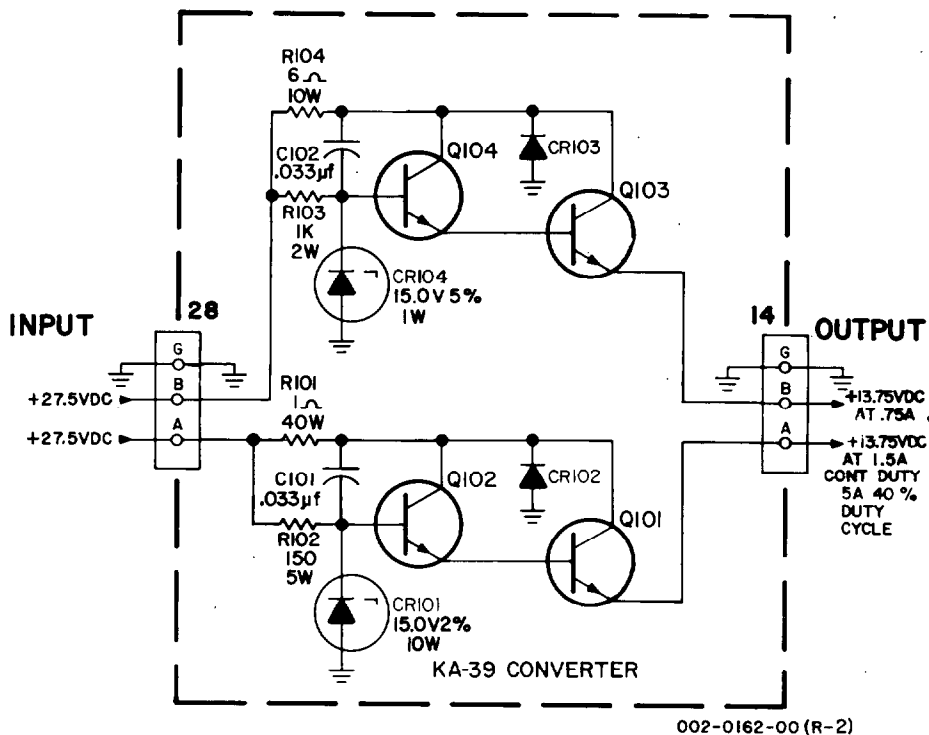 R104
6Ω
10W
C102
.033µf
Q104
CR103
Q103
R103
1K
2W
CR104
15.0V 5%
1W
28
INPUT
G
B
A
+27.5VDC
+27.5VDC
14
OUTPUT
G
B
A
+13.75VDC
AT .75A
+13.75VDC
AT 1.5A
CONT DUTY
5A 40%
DUTY
CYCLE
R101
1Ω
40W
C101
.033µf
Q102
CR102
Q101
R102
150
5W
CR101
15.0V2%
10W
KA-39 CONVERTER
002-0162-00 (R-2)